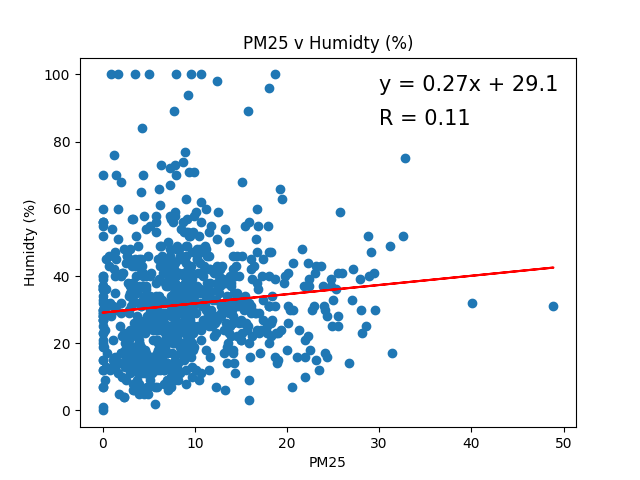 PM25 v Humidty (%)
y = 0.27x + 29.1
R = 0.11
Humidty (%)
100
80
60
40
20
0
0 10 20 30 40 50
PM25